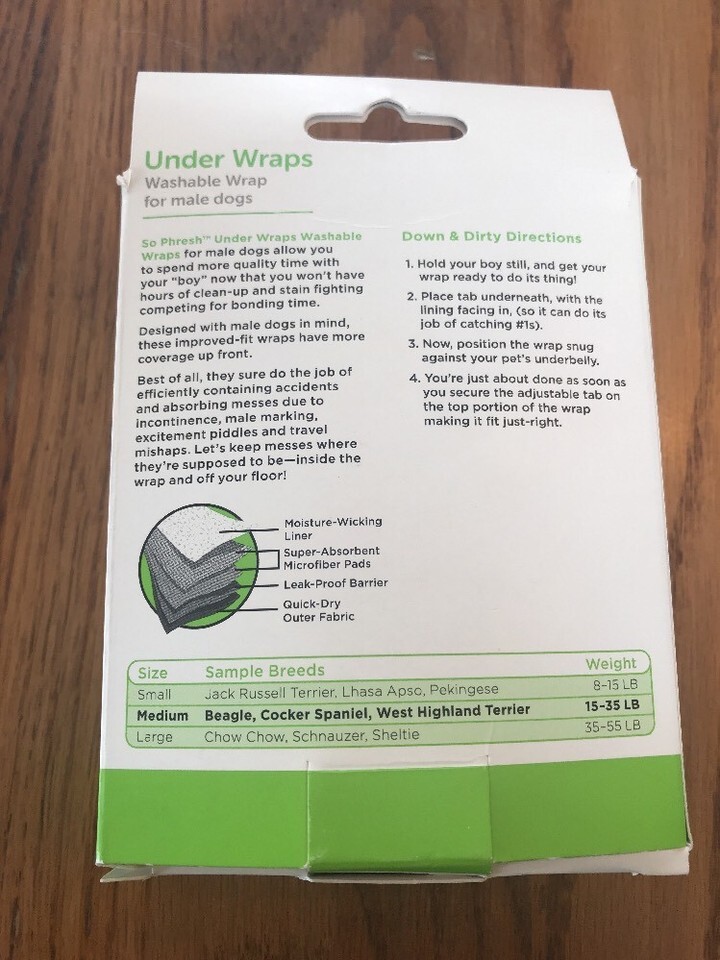 Under Wraps
Washable Wrap
for male dogs
So Phresh™ Under Wraps Washable
Wraps for male dogs allow you
to spend more quality time with
your "boy" now that you won't have
hours of clean-up and stain fighting
competing for bonding time.
Designed with male dogs in mind,
these improved-fit wraps have more
coverage up front.
Best of all, they sure do the job of
efficiently containing accidents
and absorbing messes due to
incontinence, male marking,
excitement piddles and travel
mishaps. Let's keep messes where
they're supposed to be—inside the
wrap and off your floor!
Down & Dirty Directions
1. Hold your boy still, and get your
wrap ready to do its thing!
2. Place tab underneath, with the
lining facing in, (so it can do its
job of catching #1s).
3. Now, position the wrap snug
against your pet's underbelly.
4. You're just about done as soon as
you secure the adjustable tab on
the top portion of the wrap
making it fit just-right.
Moisture-Wicking
Liner
Super-Absorbent
Microfiber Pads
Leak-Proof Barrier
Quick-Dry
Outer Fabric
Size Sample Breeds Weight
Small Jack Russell Terrier, Lhasa Apso, Pekingese 8-15 LB
Medium Beagle, Cocker Spaniel, West Highland Terrier 15-35 LB
Large Chow Chow, Schnauzer, Sheltie 35-55 LB